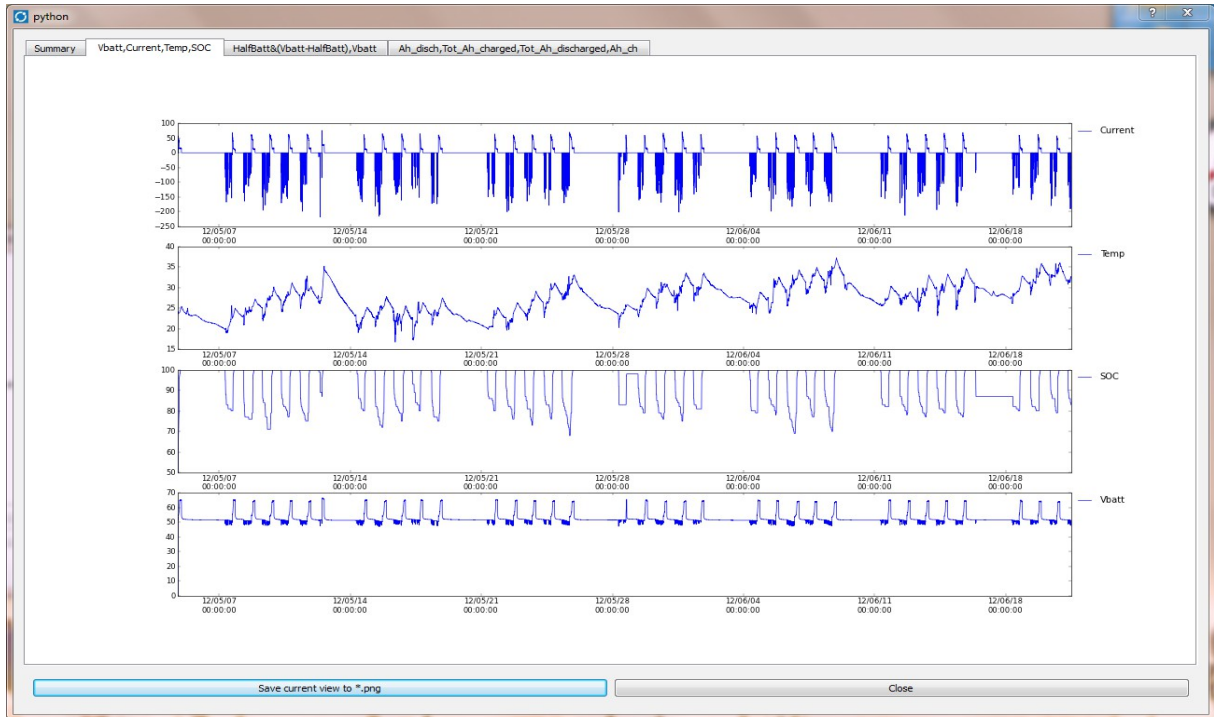 python
? X
Summary Vbatt,Current,Temp,SOC HalfBatt&(Vbatt-HalfBatt),Vbatt Ah_disch,Tot_Ah_charged,Tot_Ah_discharged,Ah_ch
100
50
0
−50
−100
−150
−200
−250
Current
12/05/07 12/05/14 12/05/21 12/05/28 12/06/04 12/06/11 12/06/18
00:00:00 00:00:00 00:00:00 00:00:00 00:00:00 00:00:00 00:00:00
40
35
30
25
20
15
Temp
12/05/07 12/05/14 12/05/21 12/05/28 12/06/04 12/06/11 12/06/18
00:00:00 00:00:00 00:00:00 00:00:00 00:00:00 00:00:00 00:00:00
100
90
80
70
60
50
SOC
12/05/07 12/05/14 12/05/21 12/05/28 12/06/04 12/06/11 12/06/18
00:00:00 00:00:00 00:00:00 00:00:00 00:00:00 00:00:00 00:00:00
70
60
50
40
30
20
10
0
Vbatt
12/05/07 12/05/14 12/05/21 12/05/28 12/06/04 12/06/11 12/06/18
00:00:00 00:00:00 00:00:00 00:00:00 00:00:00 00:00:00 00:00:00
Save current view to *.png Close